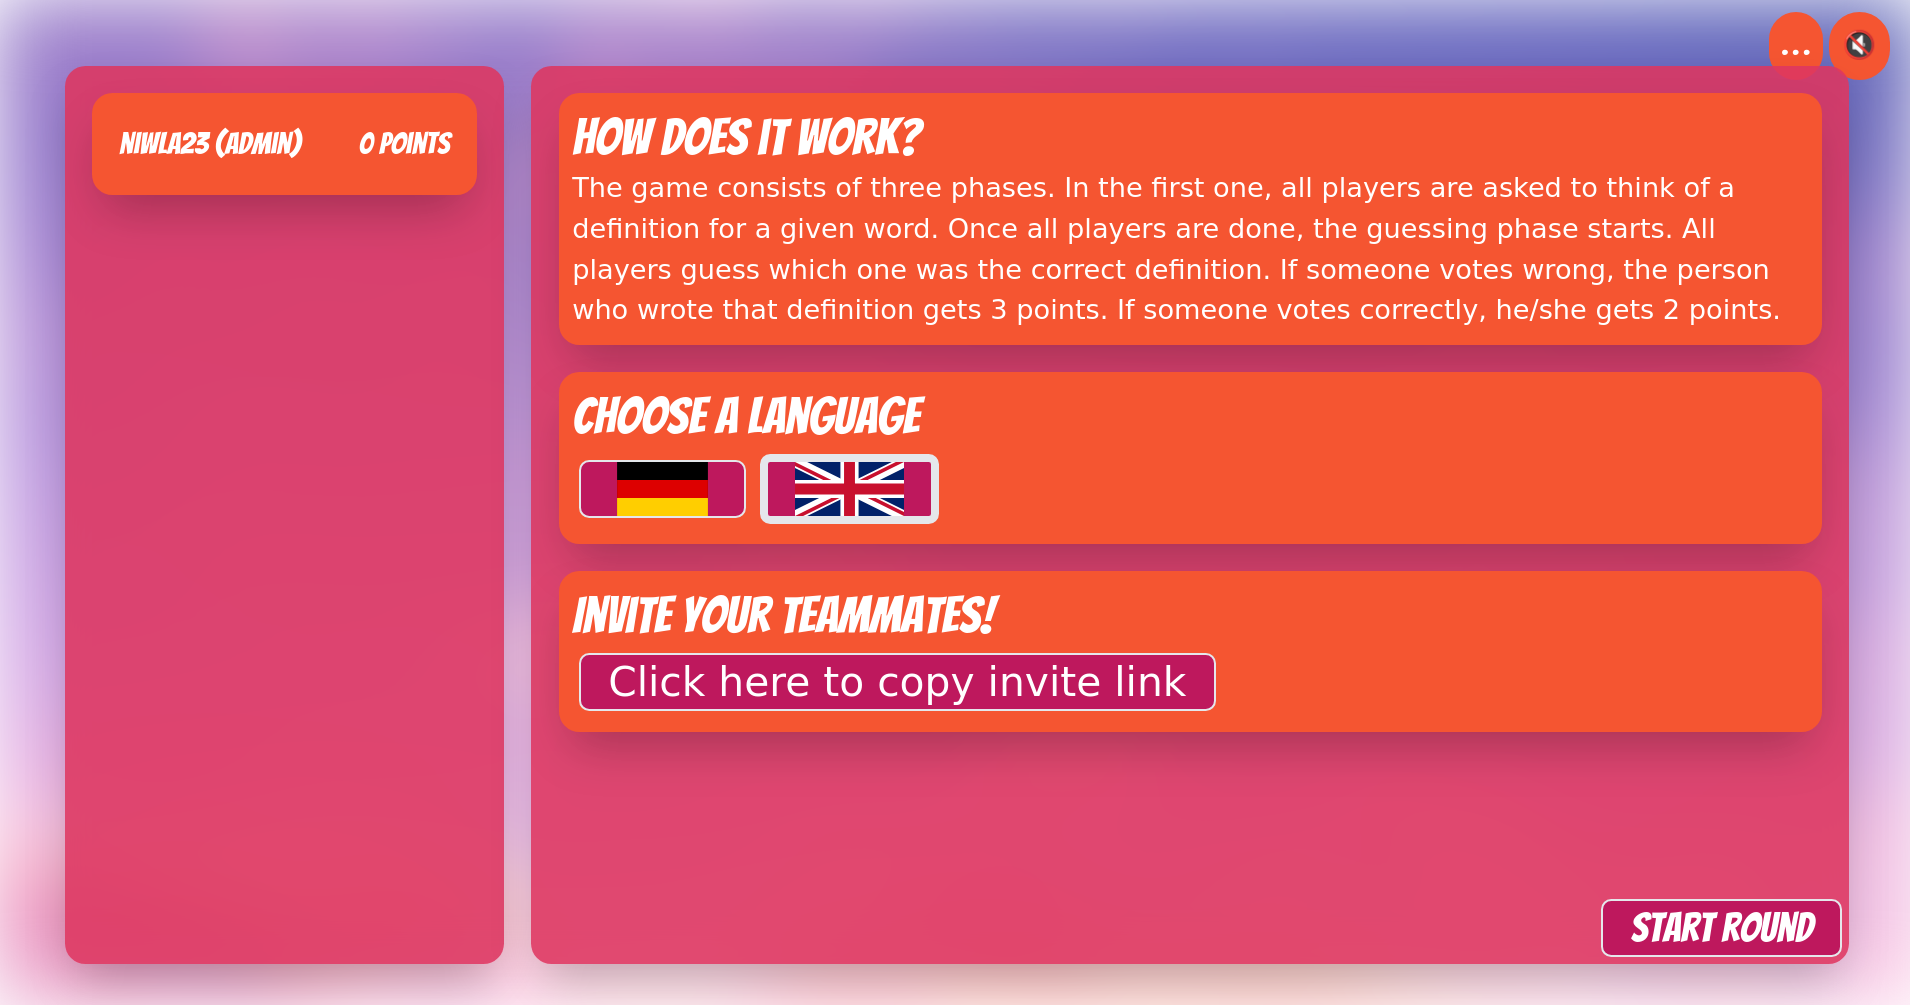 ...
NIWLA23 (ADMIN) 0 POINTS
HOW DOES IT WORK?
The game consists of three phases. In the first one, all players are asked to think of a
definition for a given word. Once all players are done, the guessing phase starts. All
players guess which one was the correct definition. If someone votes wrong, the person
who wrote that definition gets 3 points. If someone votes correctly, he/she gets 2 points.
CHOOSE A LANGUAGE
INVITE YOUR TEAMMATES!
Click here to copy invite link
START ROUND